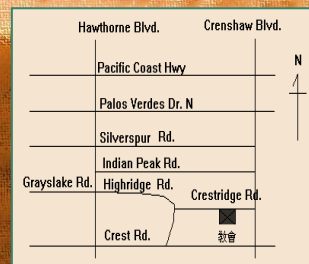 Hawthorne Blvd. Crenshaw Blvd.
N
Pacific Coast Hwy
Palos Verdes Dr. N
Silverspur Rd.
Indian Peak Rd.
Grayslake Rd. Highridge Rd.
Crestridge Rd.
教會
Crest Rd.